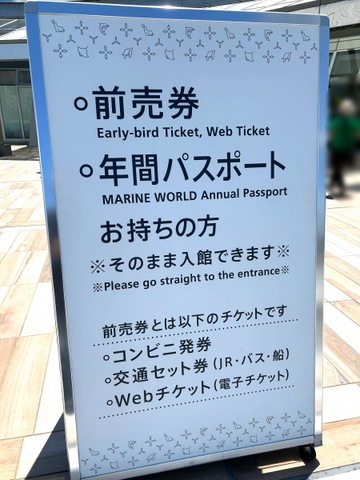 ○前売券
Early-bird Ticket, Web Ticket
○年間パスポート
MARINE WORLD Annual Passport
お持ちの方
※そのまま入館できます※
※Please go straight to the entrance※
前売券とは以下のチケットです
○コンビニ発券
○交通セット券(JR・バス・船)
○Webチケット(電子チケット)